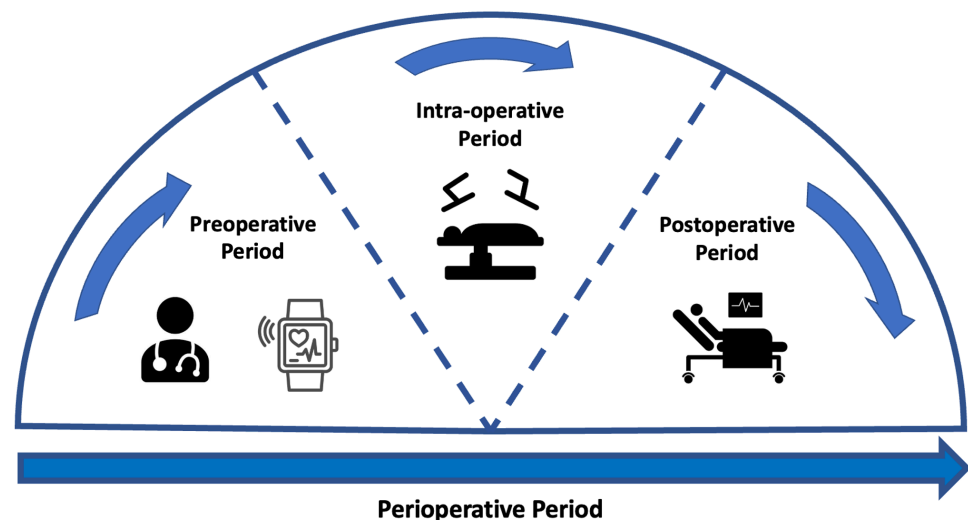 Intra-operative
Period
Preoperative
Period
Postoperative
Period
Perioperative Period